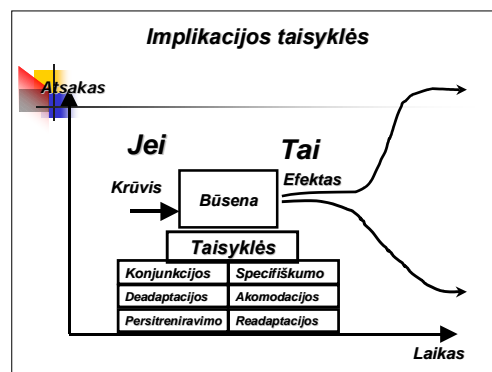 Implikacijos taisyklės
Atsakas
Jei
Tai
Krūvis
Būsena
Efektas
Taisyklės
Konjunkcijos
Specifiškumo
Deadaptacijos
Akomodacijos
Persitreniravimo
Readaptacijos
Laikas